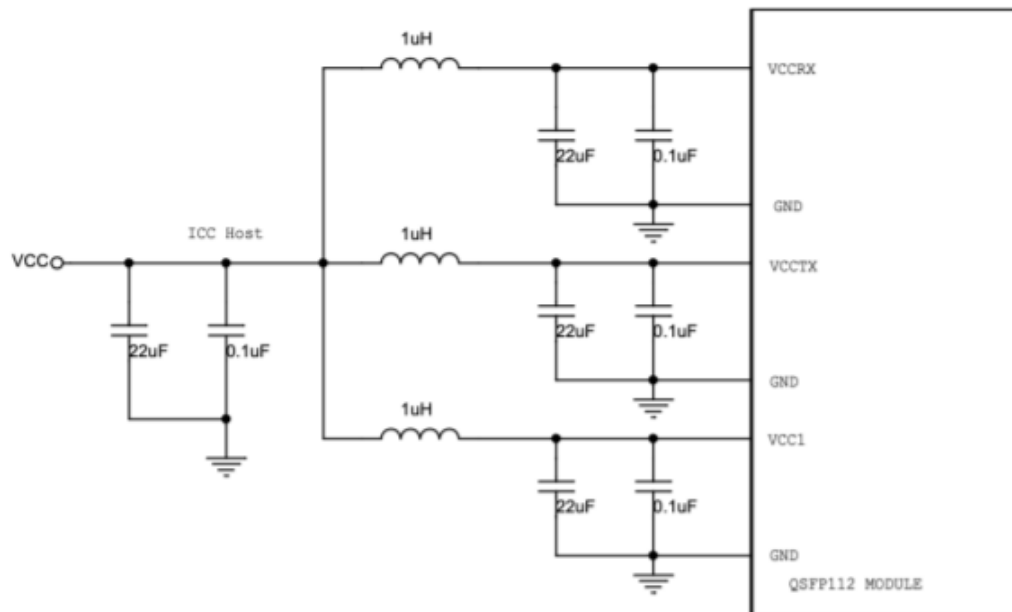 1uH
VCCRX
22uF
0.1uF
GND
ICC Host
1uH
VCC
VCCTX
22uF
0.1uF
22uF
0.1uF
GND
1uH
VCC1
22uF
0.1uF
GND
QSFP112 MODULE